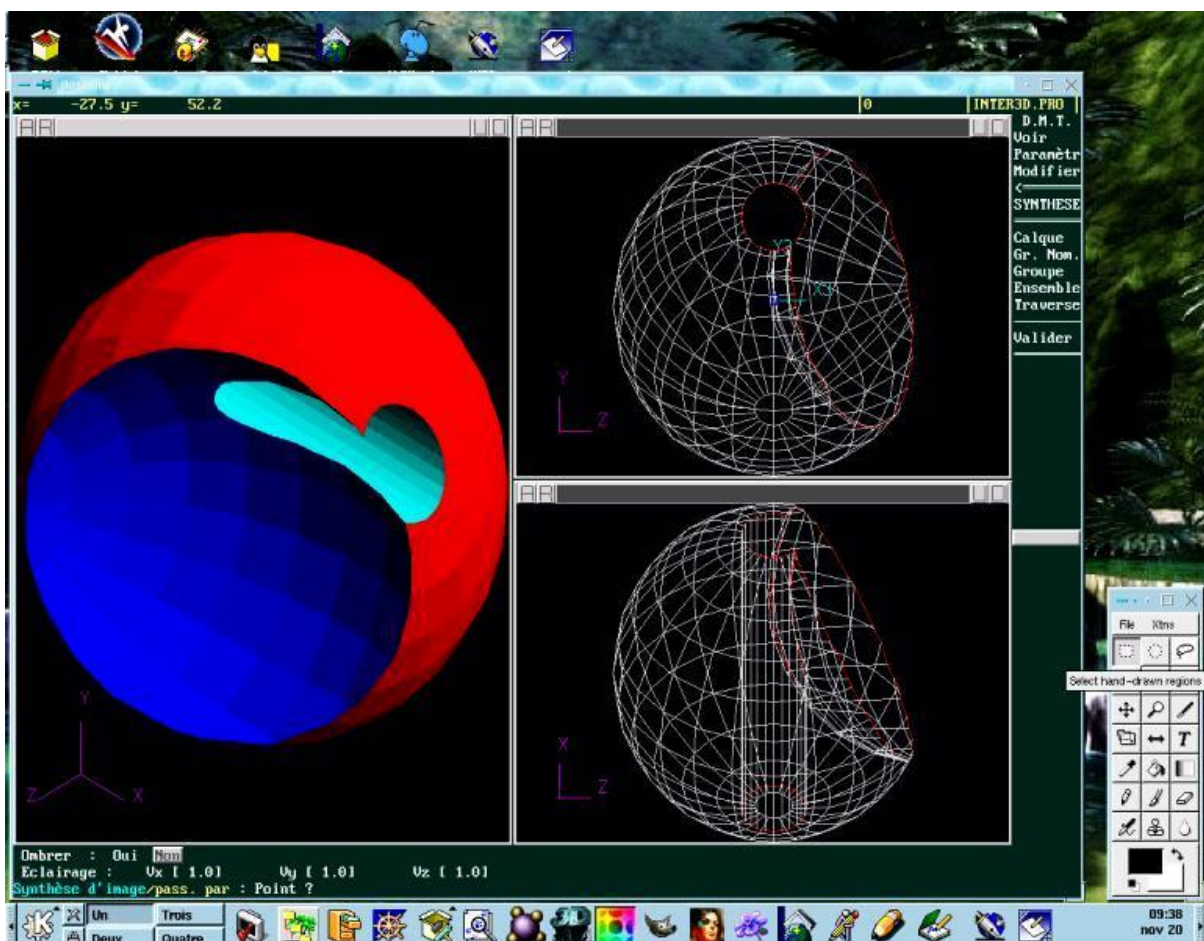 x= -27.5 y= 52.2 0 INTER3D.PRO
D.M.T.
Voir
Paramètr
Modifier
<
SYNTHESE
Calque
Gr. Nom.
Groupe
Ensemble
Traverse
Valider
Y
Z
X
Y
Z
X
Z
File Xtns
Select hand-drawn regions
T
Ombrer : Oui Non
Eclairage : Vx [ 1.0] Vy [ 1.0] Vz [ 1.0]
Synthèse d'image/pass. par : Point ?
K
Un Trois
Deux Quatre
3D
09:38
nov 20